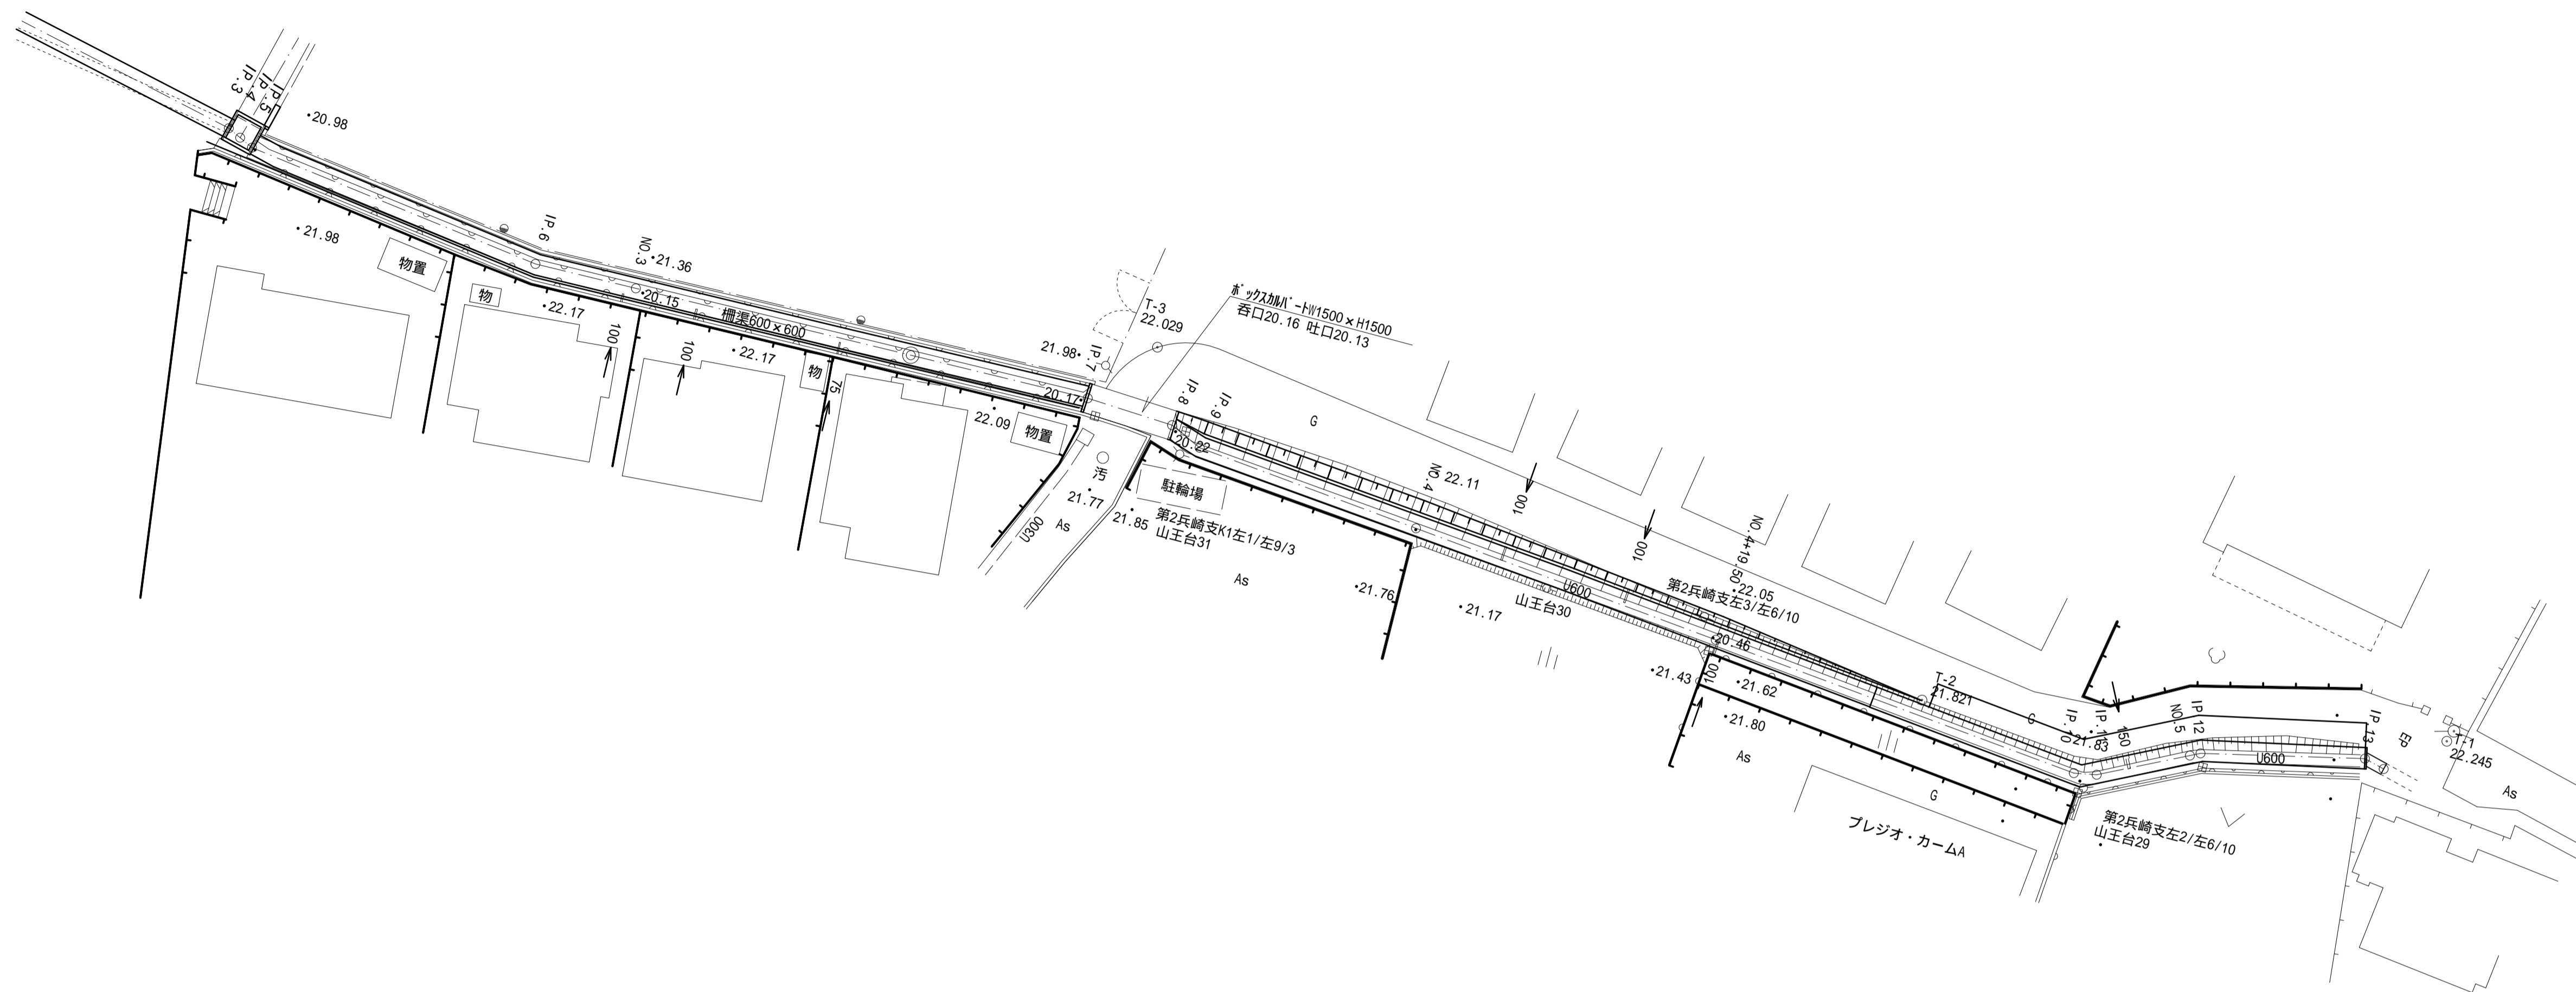 IP.3
IP.4
IP.5
20.98
21.98
物置
IP.6
NO.3
21.36
20.15
物
22.17
100
100
柵渠600×600
22.17
物
75
22.09
物置
20.17
21.98
IP.7
T-3
22.029
ボックスカルバートW1500×H1500
呑口20.16 吐口20.13
IP.8
IP.9
20.22
G
汚
21.77
As
U300
21.85
駐輪場
第2兵崎支K1左1/左9/3
山王台31
As
NO.4
22.11
100
100
21.76
21.17
U600
山王台30
NO.4+19.50
22.05
第2兵崎支左3/左6/10
20.46
21.43
100
21.62
21.80
As
T-2
21.821
G
G
プレジオ・カームA
IP.10
IP.11
21.83
150
NO.5
IP.12
U600
IP.13
EP
T-1
22.245
As
第2兵崎支左2/左6/10
山王台29